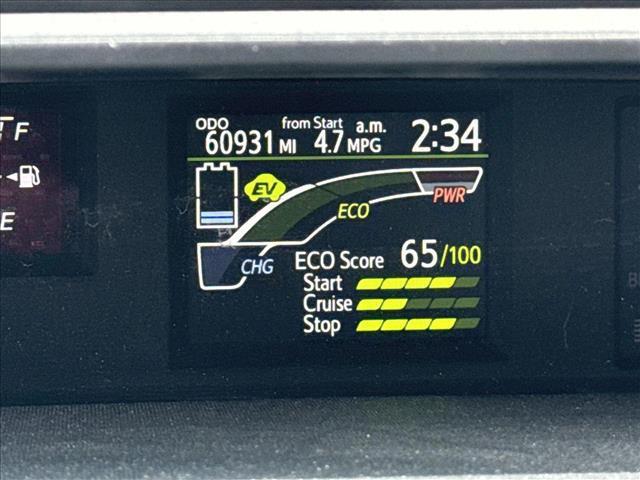 ODO from Start a.m. 2:34
60931 MI 4.7 MPG
F
EV
PWR
ECO
E
CHG
ECO Score 65/100
Start
Cruise
Stop